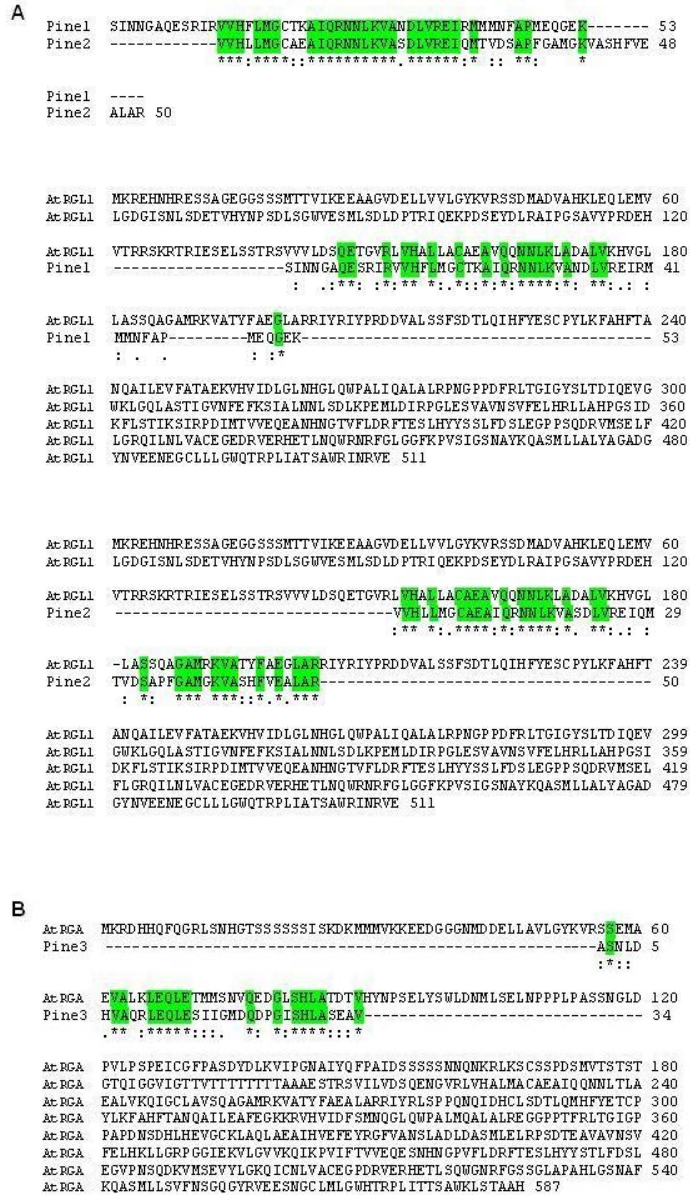 A
Pine1 SINNGAQESRIRVVHFLMGCTKAIQRNNLKVANDLVREIRMMMNFAPMEQGEK------- 53
Pine2 ------------VVHLLMGCAEAIQRNNLKVASDLVREIQMTVDSAPFGAMGKVASHFVE 48
***:****::**********.******:* :: **: *
Pine1 ----
Pine2 ALAR 50
AtRGL1 MKREHNHRESSAGEGGSSSMTTVIKEEAAGVDELLVVLGYKVRSSDMADVAHKLEQLEMV 60
AtRGL1 LGDGISNLSDETVHYNPSDLSGWVESMLSDLDPTRIQEKPDSEYDLRAIPGSAVYPRDEH 120
AtRGL1 VTRRSKRTRIESELSSTRSVVVLDSQETGVRLVHALLACAEAVQQNNLKLADALVKHVGL 180
Pine1 -------------------SINNGAQESRIRVVHFLMGCTKAIQRNNLKVANDLVREIRM 41
: .:**: *:** *:.*::*:*:****:*: **:.: :
AtRGL1 LASSQAGAMRKVATYFAEGLARRIYRIYPRDDVALSSFSDTLQIHFYESCPYLKFAHFTA 240
Pine1 MMNFAP---------MEQGEK--------------------------------------- 53
: . . : :*
AtRGL1 NQAILEVFATAEKVHVIDLGLNHGLQWPALIQALALRPNGPPDFRLTGIGYSLTDIQEVG 300
AtRGL1 WKLGQLASTIGVNFEFKSIALNNLSDLKPEMLDIRPGLESVAVNSVFELHRLLAHPGSID 360
AtRGL1 KFLSTIKSIRPDIMTVVEQEANHNGTVFLDRFTESLHYYSSLFDSLEGPPSQDRVMSELF 420
AtRGL1 LGRQILNLVACEGEDRVERHETLNQWRNRFGLGGFKPVSIGSNAYKQASMLLALYAGADG 480
AtRGL1 YNVEENEGCLLLGWQTRPLIATSAWRINRVE 511
AtRGL1 MKREHNHRESSAGEGGSSSMTTVIKEEAAGVDELLVVLGYKVRSSDMADVAHKLEQLEMV 60
AtRGL1 LGDGISNLSDETVHYNPSDLSGWVESMLSDLDPTRIQEKPDSEYDLRAIPGSAVYPRDEH 120
AtRGL1 VTRRSKRTRIESELSSTRSVVVLDSQETGVRLVHALLACAEAVQQNNLKLADALVKHVGL 180
Pine2 -------------------------------VVHLLMGCAEAIQRNNLKVASDLVREIQM 29
:** *:.****:*:****:*. **:.: :
AtRGL1 -LASSQAGAMRKVATYFAEGLARRIYRIYPRDDVALSSFSDTLQIHFYESCPYLKFAHFT 239
Pine2 TVDSAPFGAMGKVASHFVEALAR------------------------------------- 50
: *: *** ***::*.*.***
AtRGL1 ANQAILEVFATAEKVHVIDLGLNHGLQWPALIQALALRPNGPPDFRLTGIGYSLTDIQEV 299
AtRGL1 GWKLGQLASTIGVNFEFKSIALNNLSDLKPEMLDIRPGLESVAVNSVFELHRLLAHPGSI 359
AtRGL1 DKFLSTIKSIRPDIMTVVEQEANHNGTVFLDRFTESLHYYSSLFDSLEGPPSQDRVMSEL 419
AtRGL1 FLGRQILNLVACEGEDRVERHETLNQWRNRFGLGGFKPVSIGSNAYKQASMLLALYAGAD 479
AtRGL1 GYNVEENEGCLLLGWQTRPLIATSAWRINRVE 511
B
AtRGA MKRDHHQFQGRLSNHGTSSSSSSISKDKMMMVKKEEDGGGNMDDELLAVLGYKVRSSEMA 60
Pine3 -------------------------------------------------------ASNLD 5
:*::
AtRGA EVALKLEQLETMMSNVQEDGLSHLATDTVHYNPSELYSWLDNMLSELNPPPLPASSNGLD 120
Pine3 HVAQRLEQLESIIGMDQDPGISHLASEAV------------------------------- 34
.** :*****:::. *: *:****:::*
AtRGA PVLPSPEICGFPASDYDLKVIPGNAIYQFPAIDSSSSSNNQNKRLKSCSSPDSMVTSTST 180
AtRGA GTQIGGVIGTTVTTTTTTTTAAAESTRSVILVDSQENGVRLVHALMACAEAIQQNNLTLA 240
AtRGA EALVKQIGCLAVSQAGAMRKVATYFAEALARRIYRLSPPQNQIDHCLSDTLQMHFYETCP 300
AtRGA YLKFAHFTANQAILEAFEGKKRVHVIDFSMNQGLQWPALMQALALREGGPPTFRLTGIGP 360
AtRGA PAPDNSDHLHEVGCKLAQLAEAIHVEFEYRGFVANSLADLDASMLELRPSDTEAVAVNSV 420
AtRGA FELHKLLGRPGGIEKVLGVVKQIKPVIFTVVEQESNHNGPVFLDRFTESLHYYSTLFDSL 480
AtRGA EGVPNSQDKVMSEVYLGKQICNLVACEGPDRVERHETLSQWGNRFGSSGLAPAHLGSNAF 540
AtRGA KQASMLLSVFNSGQGYRVEESNGCLMLGWHTRPLITTSAWKLSTAAH 587